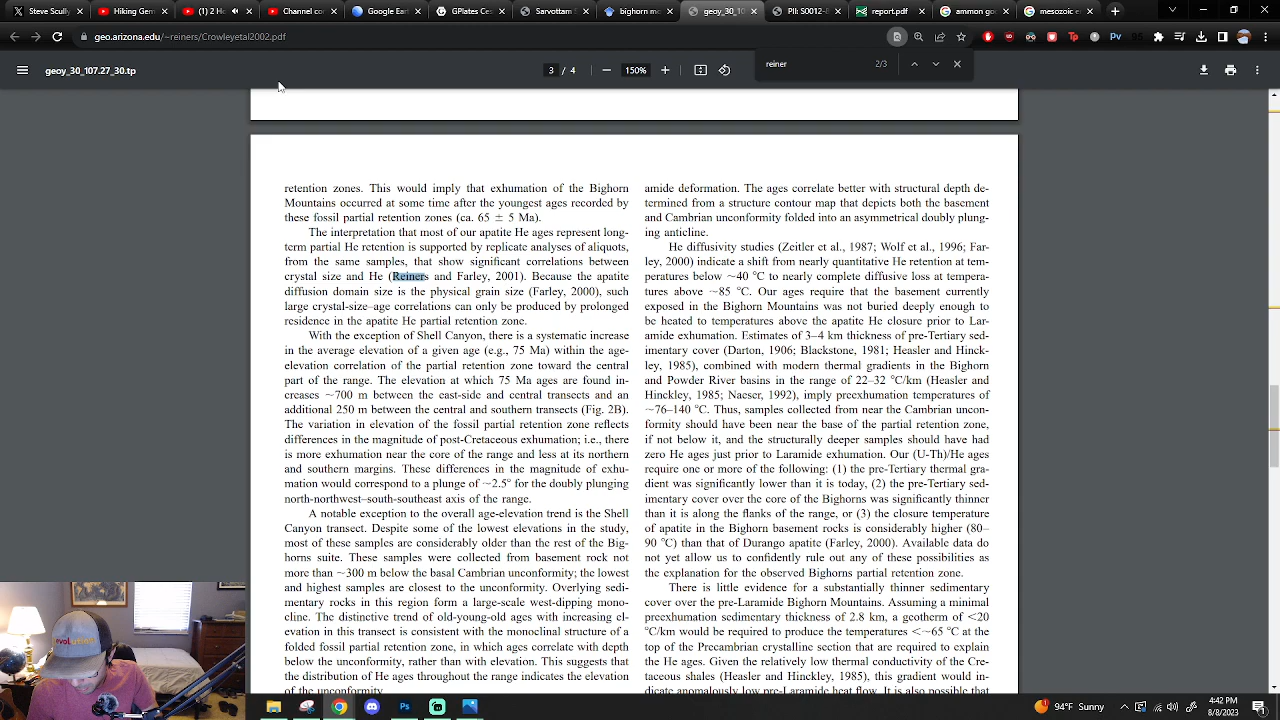 Steve Scully
Hiking Gem
(1) 2 H
Channel co
Google Eart
GPlates Ces
Sarvottam S
bighorn mo
geoy_30_10
PII: S3012-
report.pdf
ammon go
mesozoic e
geo.arizona.edu/~reiners/Crowleyetal2002.pdf
geoy_30_107.27_30.tp
3 / 4
150%
reiner
2/3
retention zones. This would imply that exhumation of the Bighorn
Mountains occurred at some time after the youngest ages recorded by
these fossil partial retention zones (ca. 65 ± 5 Ma).
The interpretation that most of our apatite He ages represent long-
term partial He retention is supported by replicate analyses of aliquots,
from the same samples, that show significant correlations between
crystal size and He (Reiners and Farley, 2001). Because the apatite
diffusion domain size is the physical grain size (Farley, 2000), such
large crystal-size–age correlations can only be produced by prolonged
residence in the apatite He partial retention zone.
With the exception of Shell Canyon, there is a systematic increase
in the average elevation of a given age (e.g., 75 Ma) within the age-
elevation correlation of the partial retention zone toward the central
part of the range. The elevation at which 75 Ma ages are found in-
creases ~700 m between the east-side and central transects and an
additional 250 m between the central and southern transects (Fig. 2B).
The variation in elevation of the fossil partial retention zone reflects
differences in the magnitude of post-Cretaceous exhumation; i.e., there
is more exhumation near the core of the range and less at its northern
and southern margins. These differences in the magnitude of exhu-
mation would correspond to a plunge of ~2.5° for the doubly plunging
north-northwest–south-southeast axis of the range.
A notable exception to the overall age-elevation trend is the Shell
Canyon transect. Despite some of the lowest elevations in the study,
most of these samples are considerably older than the rest of the Big-
horns suite. These samples were collected from basement rock not
more than ~300 m below the basal Cambrian unconformity; the lowest
and highest samples are closest to the unconformity. Overlying sedi-
mentary rocks in this region form a large-scale west-dipping mono-
cline. The distinctive trend of old-young-old ages with increasing el-
evation in this transect is consistent with the monoclinal structure of a
folded fossil partial retention zone, in which ages correlate with depth
below the unconformity, rather than with elevation. This suggests that
the distribution of He ages throughout the range indicates the elevation
of the unconformity
amide deformation. The ages correlate better with structural depth de-
termined from a structure contour map that depicts both the basement
and Cambrian unconformity folded into an asymmetrical doubly plung-
ing anticline.
He diffusivity studies (Zeitler et al., 1987; Wolf et al., 1996; Far-
ley, 2000) indicate a shift from nearly quantitative He retention at tem-
peratures below ~40 °C to nearly complete diffusive loss at tempera-
tures above ~85 °C. Our ages require that the basement currently
exposed in the Bighorn Mountains was not buried deeply enough to
be heated to temperatures above the apatite He closure prior to Lar-
amide exhumation. Estimates of 3–4 km thickness of pre-Tertiary sed-
imentary cover (Darton, 1906; Blackstone, 1981; Heasler and Hinck-
ley, 1985), combined with modern thermal gradients in the Bighorn
and Powder River basins in the range of 22–32 °C/km (Heasler and
Hinckley, 1985; Naeser, 1992), imply preexhumation temperatures of
~76–140 °C. Thus, samples collected from near the Cambrian uncon-
formity should have been near the base of the partial retention zone,
if not below it, and the structurally deeper samples should have had
zero He ages just prior to Laramide exhumation. Our (U-Th)/He ages
require one or more of the following: (1) the pre-Tertiary thermal gra-
dient was significantly lower than it is today, (2) the pre-Tertiary sed-
imentary cover over the core of the Bighorns was significantly thinner
than it is along the flanks of the range, or (3) the closure temperature
of apatite in the Bighorn basement rocks is considerably higher (80–
90 °C) than that of Durango apatite (Farley, 2000). Available data do
not yet allow us to confidently rule out any of these possibilities as
the explanation for the observed Bighorns partial retention zone.
There is little evidence for a substantially thinner sedimentary
cover over the pre-Laramide Bighorn Mountains. Assuming a minimal
preexhumation sedimentary thickness of 2.8 km, a geotherm of <20
°C/km would be required to produce the temperatures <~65 °C at the
top of the Precambrian crystalline section that are required to explain
the He ages. Given the relatively low thermal conductivity of the Cre-
taceous shales (Heasler and Hinckley, 1985), this gradient would in-
dicate anomalously low pre-Laramide heat flow. It is also possible that
94°F Sunny
4:42 PM
8/8/2023